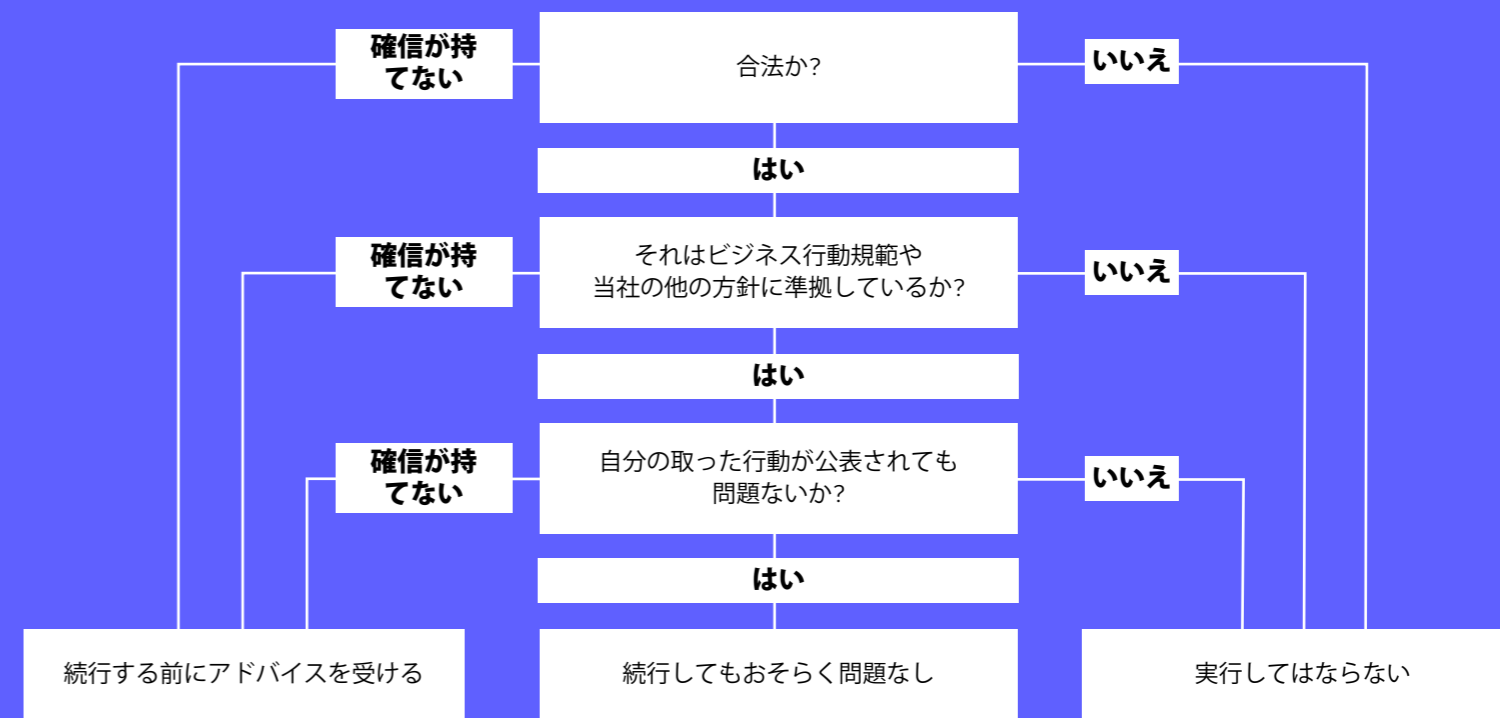 確信が持
てない
合法か？
いいえ
はい
確信が持
てない
それはビジネス行動規範や
当社の他の方針に準拠しているか？
いいえ
はい
確信が持
てない
自分の取った行動が公表されても
問題ないか？
いいえ
はい
続行する前にアドバイスを受ける
続行してもおそらく問題なし
実行してはならない